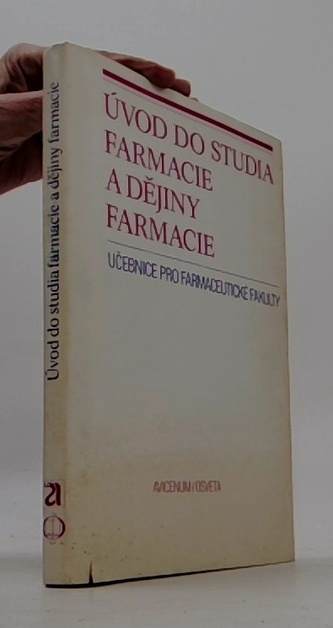 ÚVOD DO STUDIA
FARMACIE
A DĚJINY
FARMACIE
UČEBNICE PRO FARMACEUTICKÉ FAKULTY
AVICENUM/OSVETA
Úvod do studia farmacie a dějiny farmacie